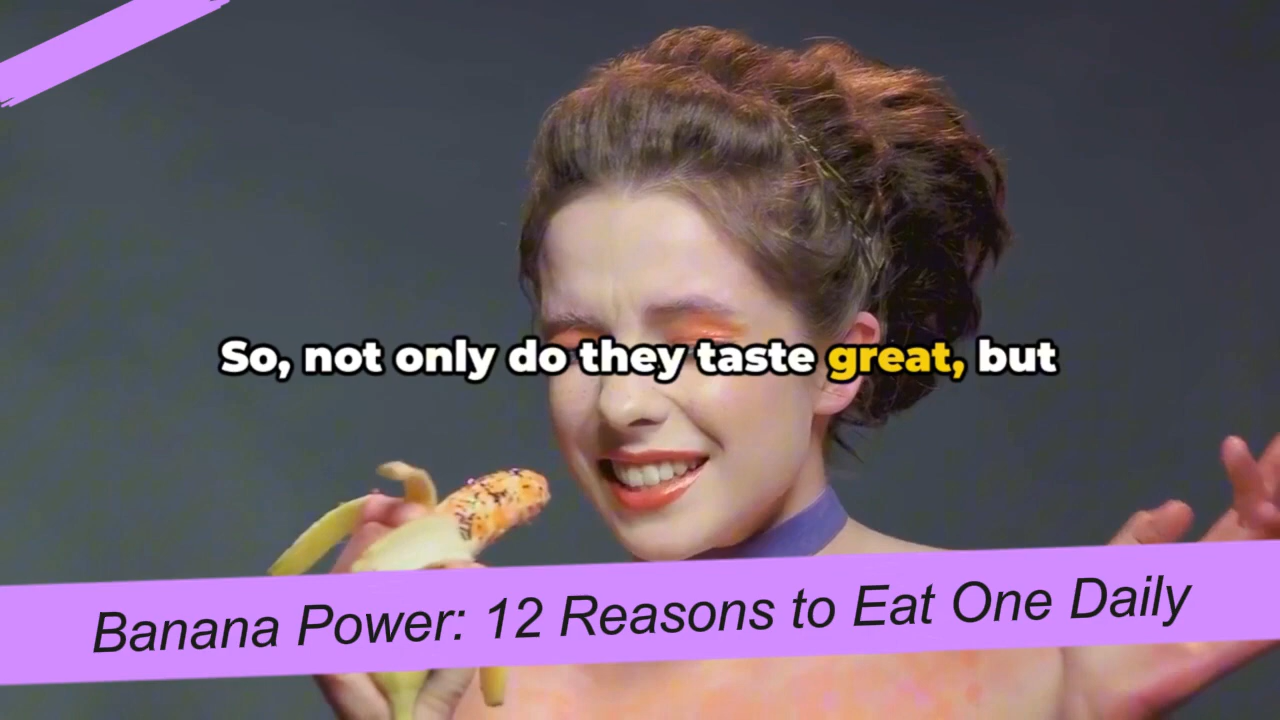 So, not only do they taste great, but
Banana Power: 12 Reasons to Eat One Daily